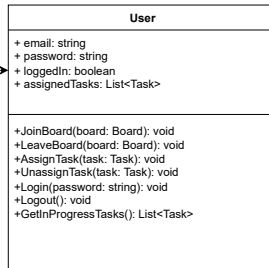 User
+ email: string
+ password: string
+ loggedIn: boolean
+ assignedTasks: List<Task>
+JoinBoard(board: Board): void
+LeaveBoard(board: Board): void
+AssignTask(task: Task): void
+UnassignTask(task: Task): void
+Login(password: string): void
+Logout(): void
+GetInProgressTasks(): List<Task>